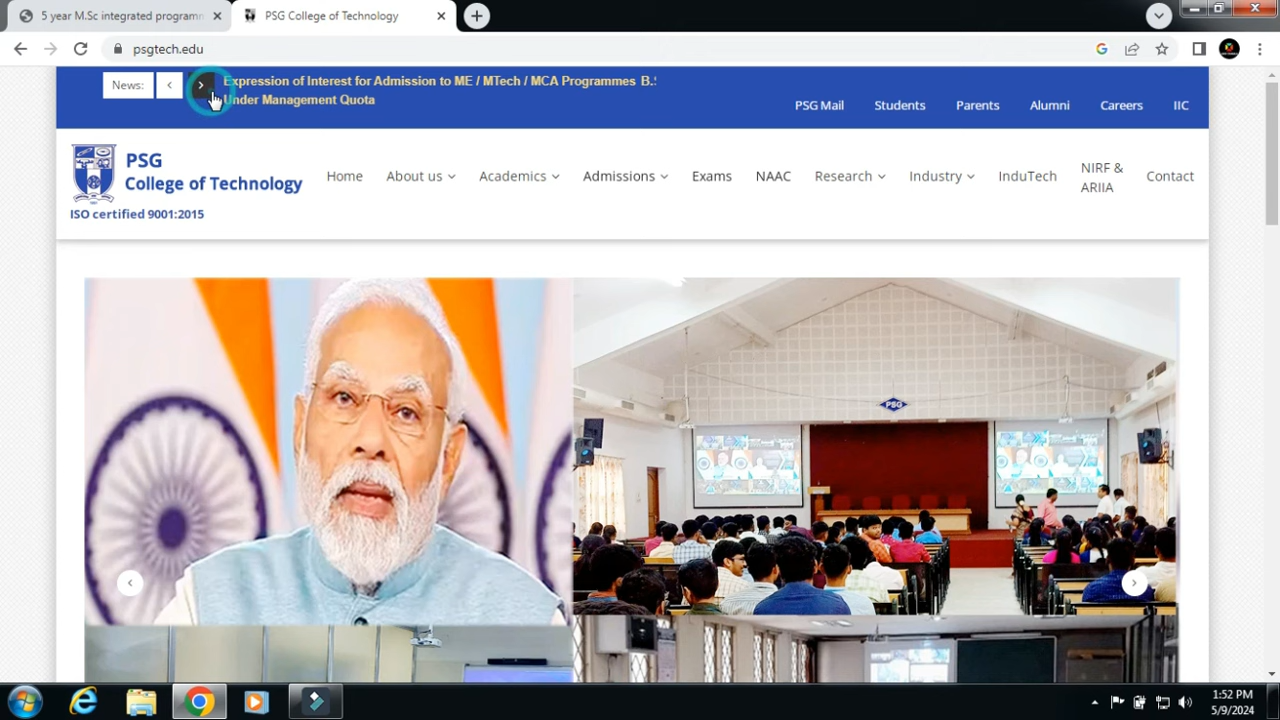 5 year M.Sc integrated programm
PSG College of Technology
psgtech.edu
News:
Expression of Interest for Admission to ME / MTech / MCA Programmes B.
Under Management Quota
PSG Mail
Students
Parents
Alumni
Careers
IIC
PSG
College of Technology
ISO certified 9001:2015
Home
About us
Academics
Admissions
Exams
NAAC
Research
Industry
InduTech
NIRF &
ARIIA
Contact
PSG
1:52 PM
5/9/2024